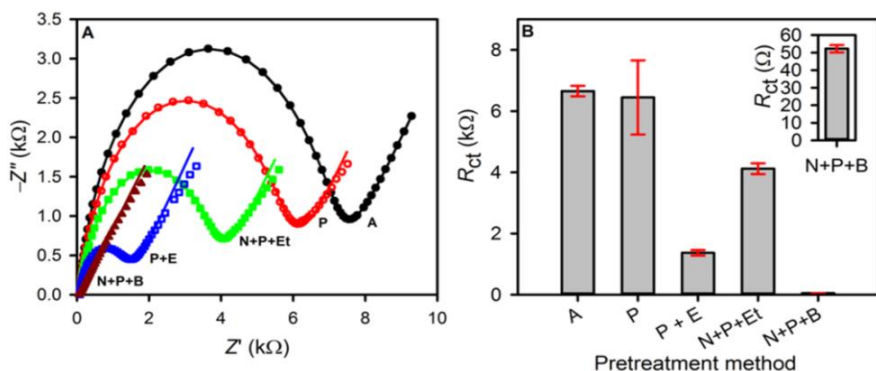 A
3.5
3.0
2.5
2.0
1.5
1.0
0.5
0.0
–Z″ (kΩ)
N+P+B
P+E
N+P+Et
P
A
0 2 4 6 8 10
Z' (kΩ)
B
8
6
4
2
0
Rct (kΩ)
A P P + E N+P+Et N+P+B
Pretreatment method
60
50
40
30
20
10
0
Rct (Ω)
N+P+B